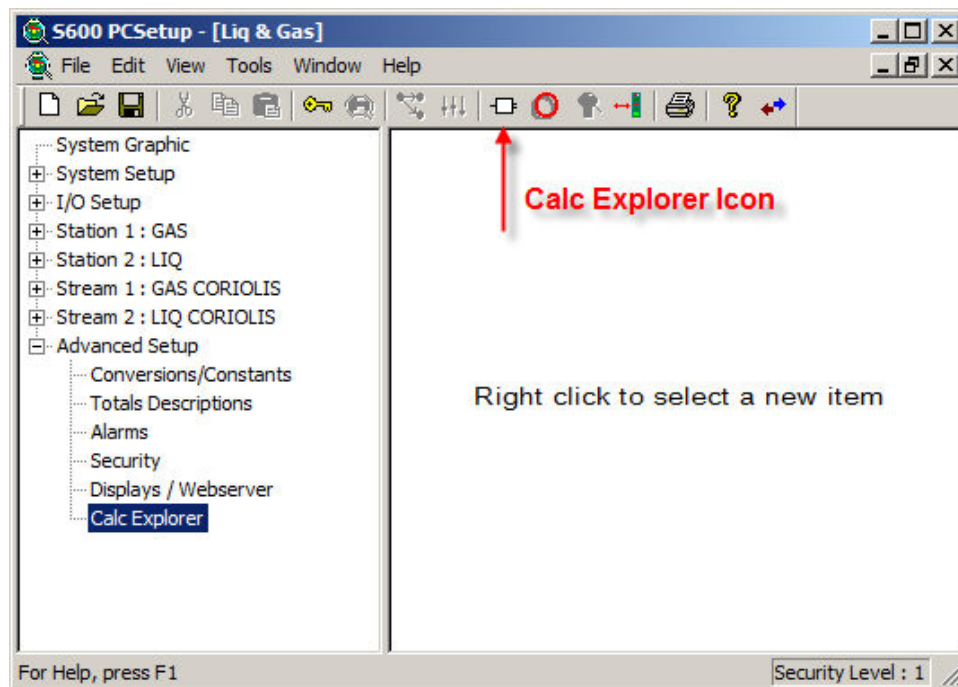 S600 PCSetup - [Liq & Gas]
File Edit View Tools Window Help
Calc Explorer Icon
System Graphic
System Setup
I/O Setup
Station 1 : GAS
Station 2 : LIQ
Stream 1 : GAS CORIOLIS
Stream 2 : LIQ CORIOLIS
Advanced Setup
Conversions/Constants
Totals Descriptions
Alarms
Security
Displays / Webserver
Calc Explorer
Right click to select a new item
For Help, press F1
Security Level : 1